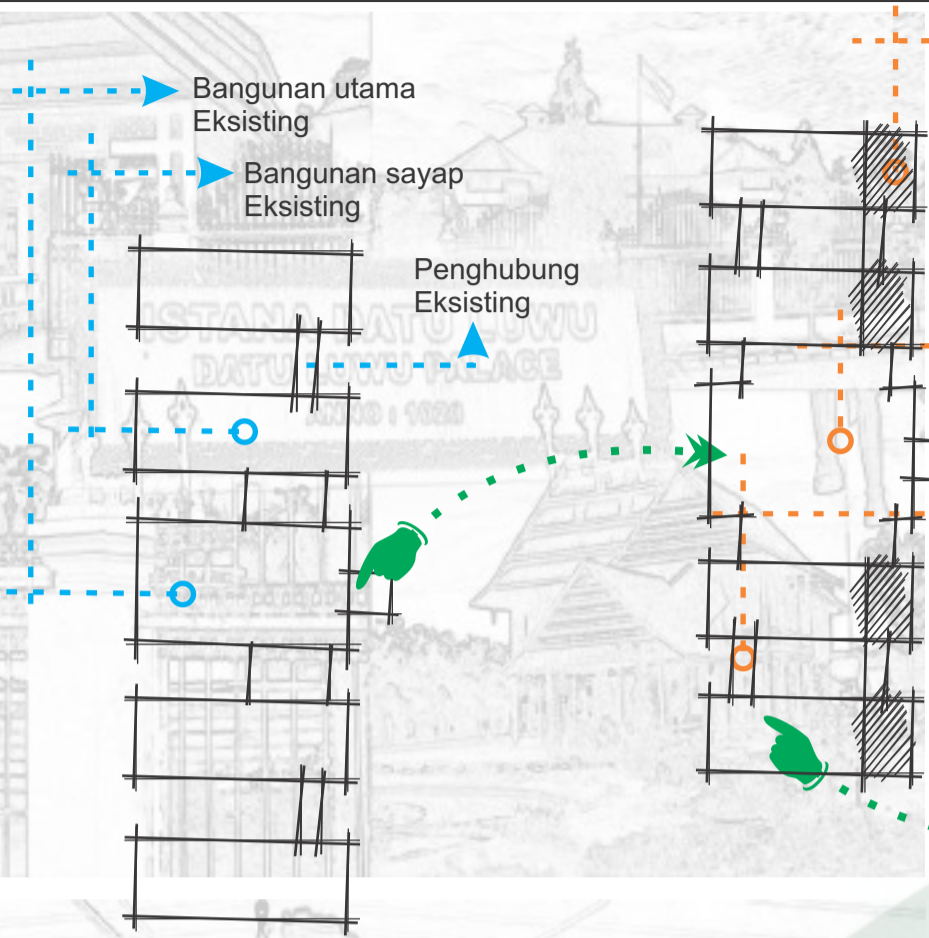 Bangunan utama
Eksisting
Bangunan sayap
Eksisting
Penghubung
Eksisting
ISTANA DATU LUWU
DATU LUWU PALACE